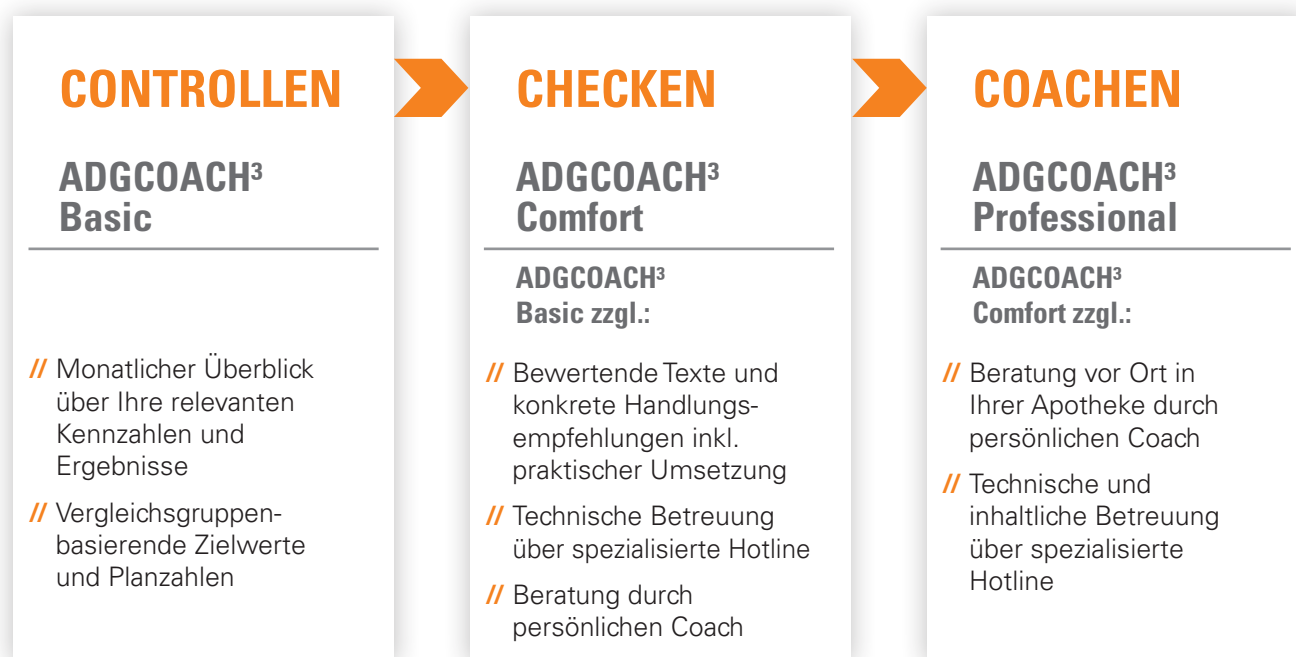 CONTROLLEN
ADGCOACH³
Basic
// Monatlicher Überblick
über Ihre relevanten
Kennzahlen und
Ergebnisse
// Vergleichsgruppen-
basierende Zielwerte
und Planzahlen
CHECKEN
ADGCOACH³
Comfort
ADGCOACH³
Basic zzgl.:
// Bewertende Texte und
konkrete Handlungs-
empfehlungen inkl.
praktischer Umsetzung
// Technische Betreuung
über spezialisierte Hotline
// Beratung durch
persönlichen Coach
COACHEN
ADGCOACH³
Professional
ADGCOACH³
Comfort zzgl.:
// Beratung vor Ort in
Ihrer Apotheke durch
persönlichen Coach
// Technische und
inhaltliche Betreuung
über spezialisierte
Hotline